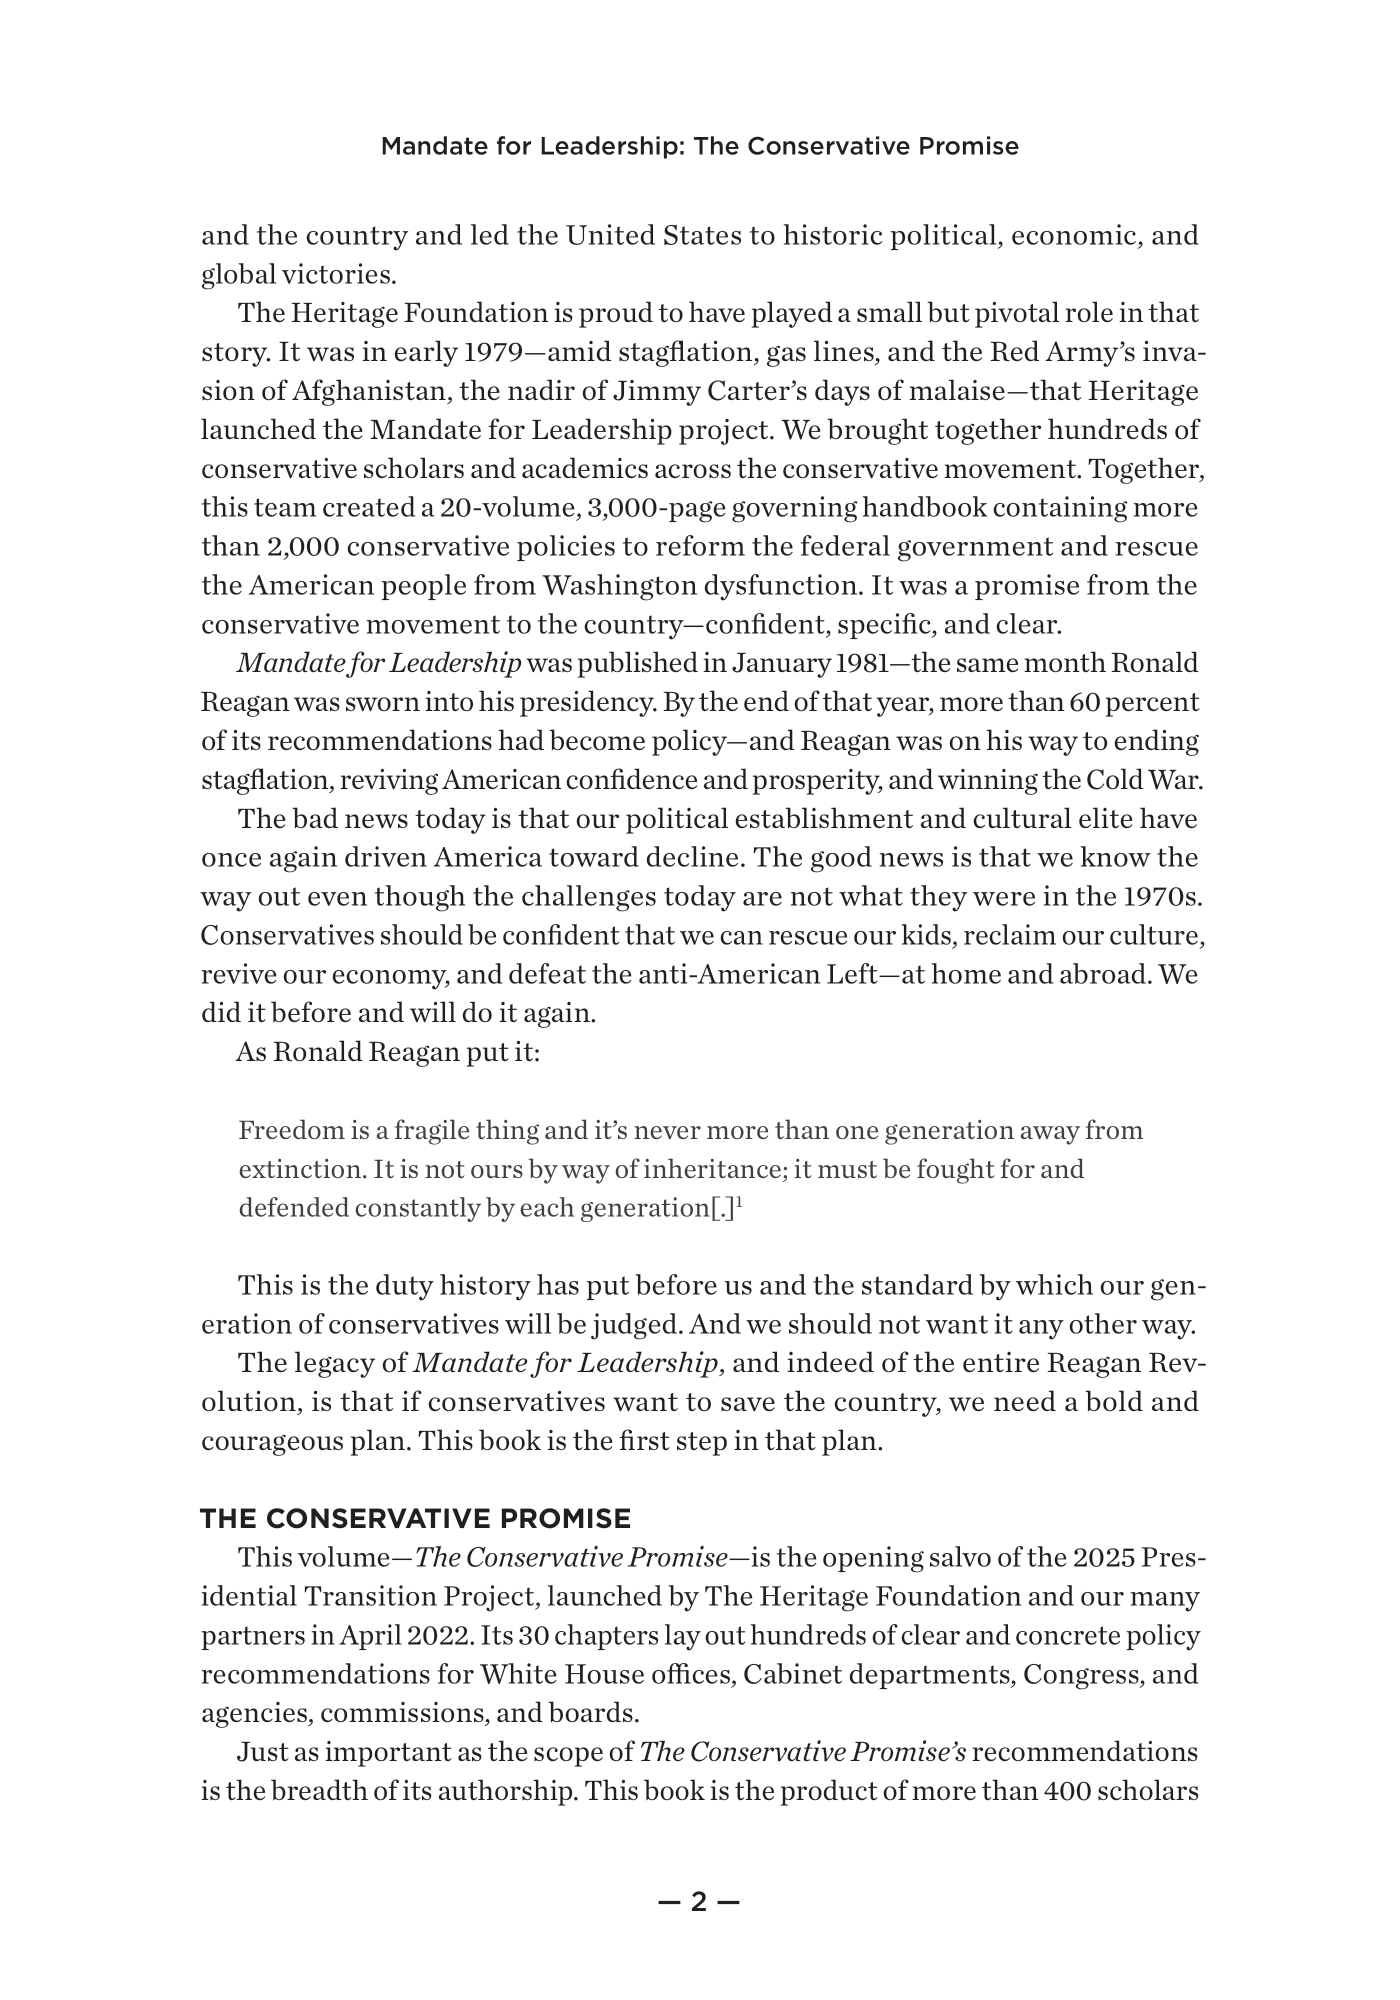 Mandate for Leadership: The Conservative Promise
and the country and led the United States to historic political, economic, and
global victories.
The Heritage Foundation is proud to have played a small but pivotal role in that
story. It was in early 1979—amid stagflation, gas lines, and the Red Army’s inva-
sion of Afghanistan, the nadir of Jimmy Carter’s days of malaise—that Heritage
launched the Mandate for Leadership project. We brought together hundreds of
conservative scholars and academics across the conservative movement. Together,
this team created a 20-volume, 3,000-page governing handbook containing more
than 2,000 conservative policies to reform the federal government and rescue
the American people from Washington dysfunction. It was a promise from the
conservative movement to the country—confident, specific, and clear.
Mandate for Leadership was published in January 1981—the same month Ronald
Reagan was sworn into his presidency. By the end of that year, more than 60 percent
of its recommendations had become policy—and Reagan was on his way to ending
stagflation, reviving American confidence and prosperity, and winning the Cold War.
The bad news today is that our political establishment and cultural elite have
once again driven America toward decline. The good news is that we know the
way out even though the challenges today are not what they were in the 1970s.
Conservatives should be confident that we can rescue our kids, reclaim our culture,
revive our economy, and defeat the anti-American Left—at home and abroad. We
did it before and will do it again.
As Ronald Reagan put it:
Freedom is a fragile thing and it’s never more than one generation away from
extinction. It is not ours by way of inheritance; it must be fought for and
defended constantly by each generation[.]1
This is the duty history has put before us and the standard by which our gen-
eration of conservatives will be judged. And we should not want it any other way.
The legacy of Mandate for Leadership, and indeed of the entire Reagan Rev-
olution, is that if conservatives want to save the country, we need a bold and
courageous plan. This book is the first step in that plan.
THE CONSERVATIVE PROMISE
This volume—The Conservative Promise—is the opening salvo of the 2025 Pres-
idential Transition Project, launched by The Heritage Foundation and our many
partners in April 2022. Its 30 chapters lay out hundreds of clear and concrete policy
recommendations for White House offices, Cabinet departments, Congress, and
agencies, commissions, and boards.
Just as important as the scope of The Conservative Promise’s recommendations
is the breadth of its authorship. This book is the product of more than 400 scholars
— 2 —